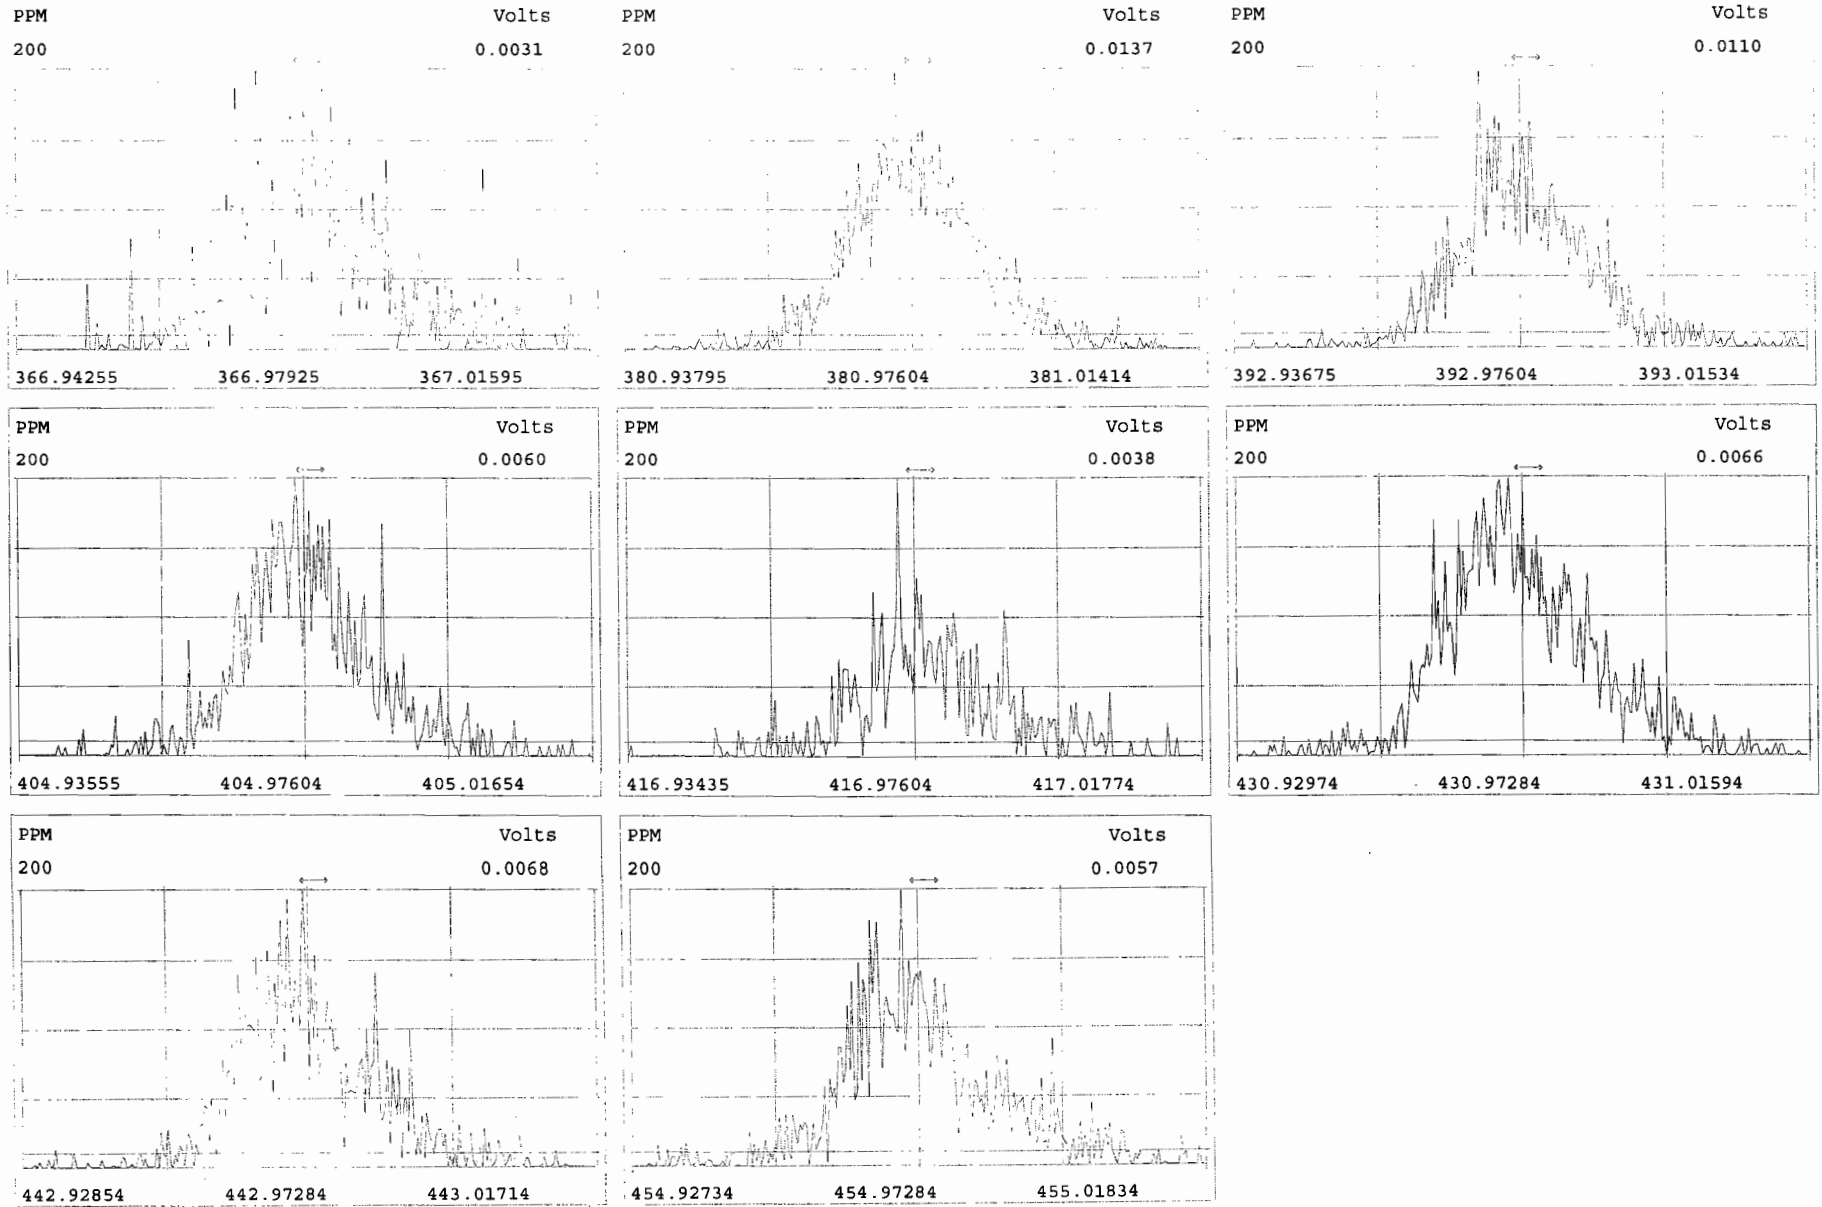 PPM Volts
200 0.0031
366.94255 366.97925 367.01595
PPM Volts
200 0.0137
380.93795 380.97604 381.01414
PPM Volts
200 0.0110
392.93675 392.97604 393.01534
PPM Volts
200 0.0060
404.93555 404.97604 405.01654
PPM Volts
200 0.0038
416.93435 416.97604 417.01774
PPM Volts
200 0.0066
430.92974 430.97284 431.01594
PPM Volts
200 0.0068
442.92854 442.97284 443.01714
PPM Volts
200 0.0057
454.92734 454.97284 455.01834